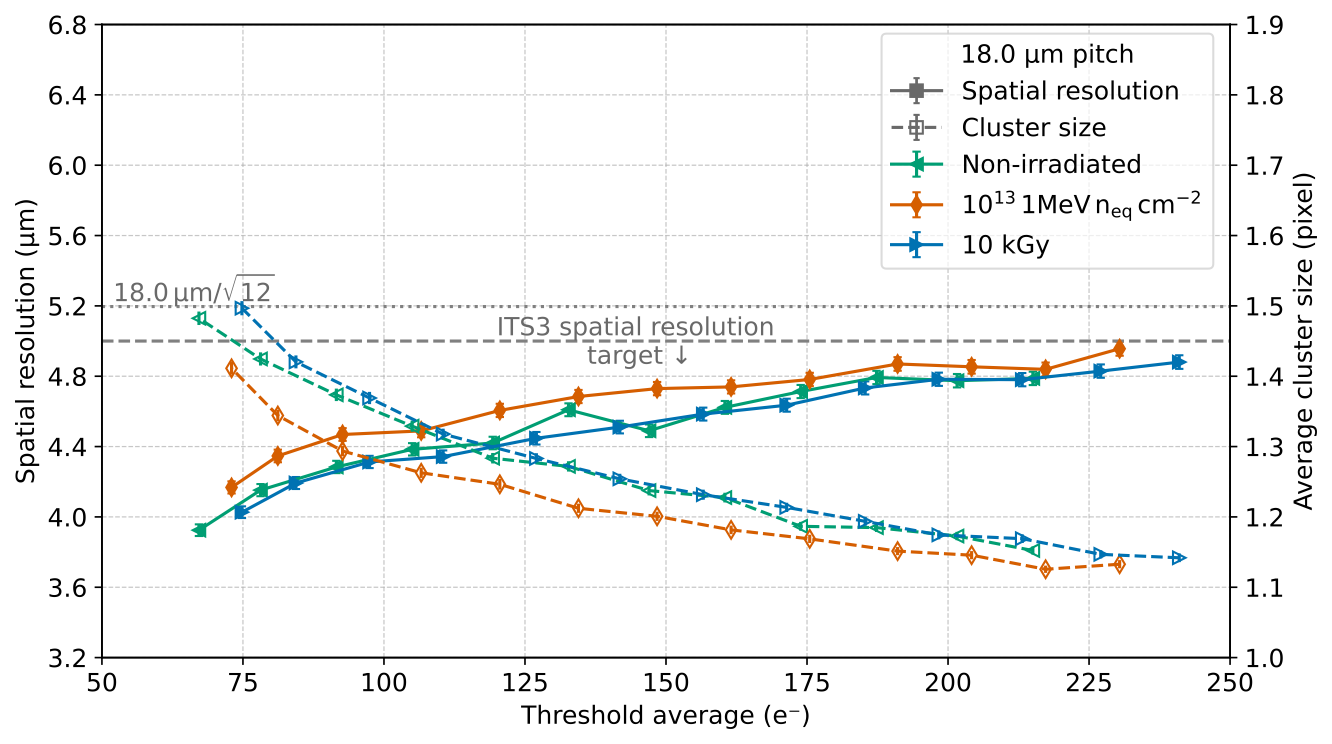 6.8
6.4
6.0
5.6
5.2
4.8
4.4
4.0
3.6
3.2
Spatial resolution (μm)
50
75
100
125
150
175
200
225
250
Threshold average (e⁻)
1.9
1.8
1.7
1.6
1.5
1.4
1.3
1.2
1.1
1.0
Average cluster size (pixel)
18.0 μm pitch
Spatial resolution
Cluster size
Non-irradiated
10¹³ 1MeV n_eq cm⁻²
10 kGy
18.0 μm/√12
ITS3 spatial resolution
target ↓